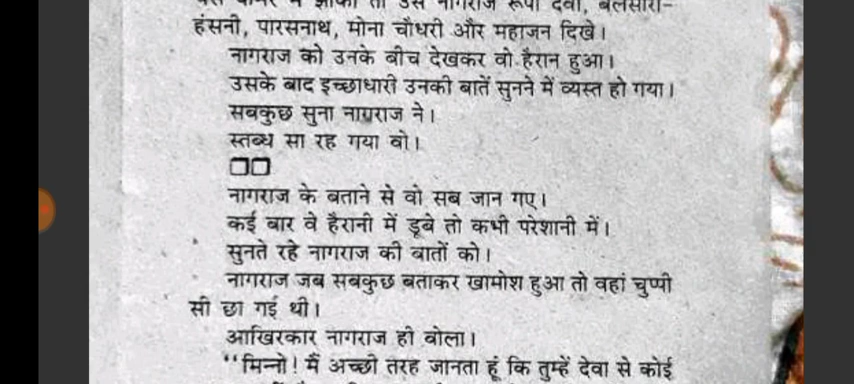 में झांका तो उसे नागराज रूपी देवा,
हंसनी, पारसनाथ, मोना चौधरी और महाजन दिखे।
नागराज को उनके बीच देखकर वो हैरान हुआ।
उसके बाद इच्छाधारी उनकी बातें सुनने में व्यस्त हो गया।
सबकुछ सुना नागराज ने।
स्तब्ध सा रह गया वो।
□□
नागराज के बताने से वो सब जान गए।
कई बार वे हैरानी में डूबे तो कभी परेशानी में।
सुनते रहे नागराज की बातों को।
नागराज जब सबकुछ बताकर खामोश हुआ तो वहां चुप्पी
सी छा गई थी।
आखिरकार नागराज ही बोला।
"मिन्नो! मैं अच्छी तरह जानता हूं कि तुम्हें देवा से कोई